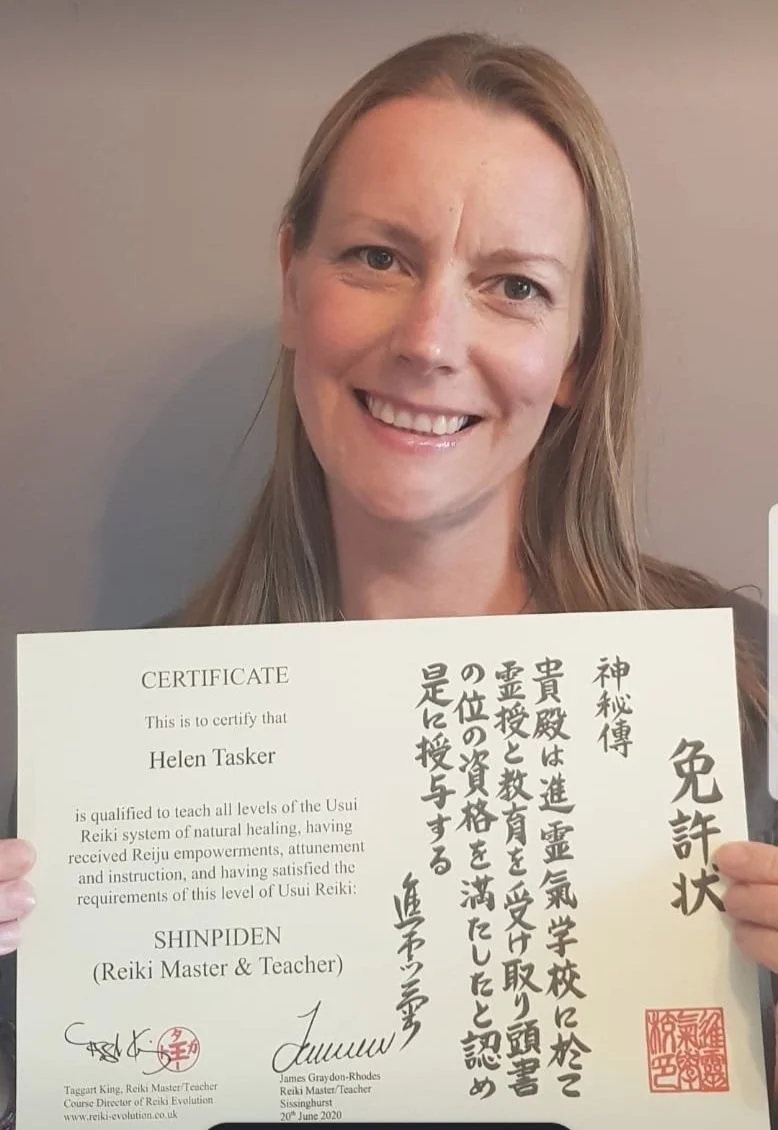 CERTIFICATE
This is to certify that
Helen Tasker
is qualified to teach all levels of the Usui
Reiki system of natural healing, having
received Reiju empowerments, attunement
and instruction, and having satisfied the
requirements of this level of Usui Reiki:
SHINPIDEN
(Reiki Master & Teacher)
Taggart King, Reiki Master/Teacher
Course Director of Reiki Evolution
www.reiki-evolution.co.uk
James Graydon-Rhodes
Reiki Master/Teacher
Sissinghurst
20th June 2020
免許状
神秘傳
貴殿は進霊氣学校に於て
霊授と教育を受け取り頭書
の位の資格を満たしたと認め
是に授与する